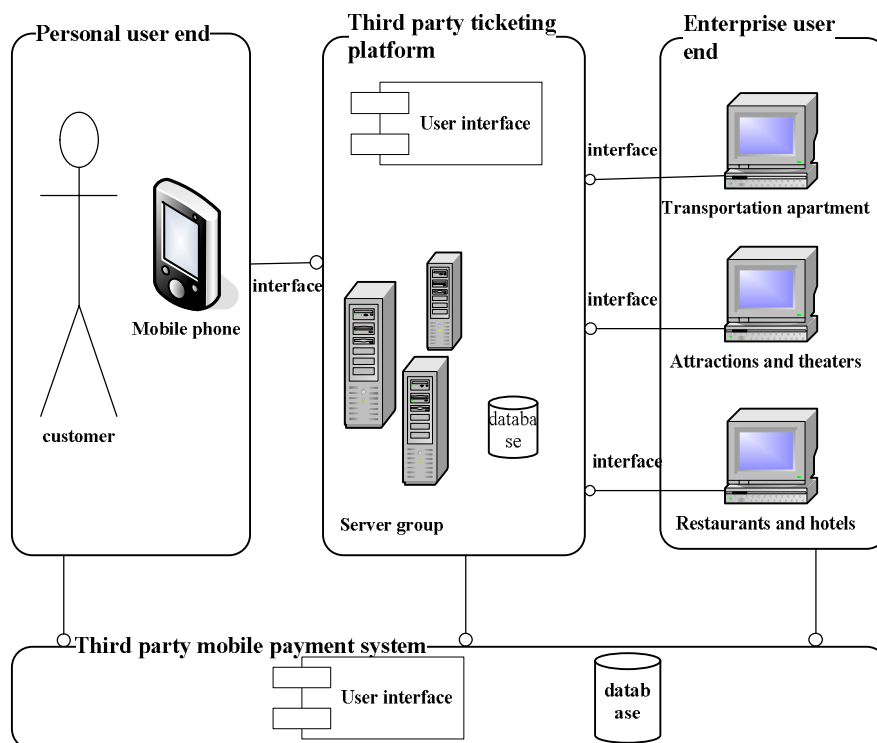 Personal user end
Third party ticketing
platform
Enterprise user
end
User interface
interface
Transportation apartment
interface
Mobile phone
interface
Attractions and theaters
customer
databa
se
interface
Server group
Restaurants and hotels
Third party mobile payment system
User interface
datab
ase